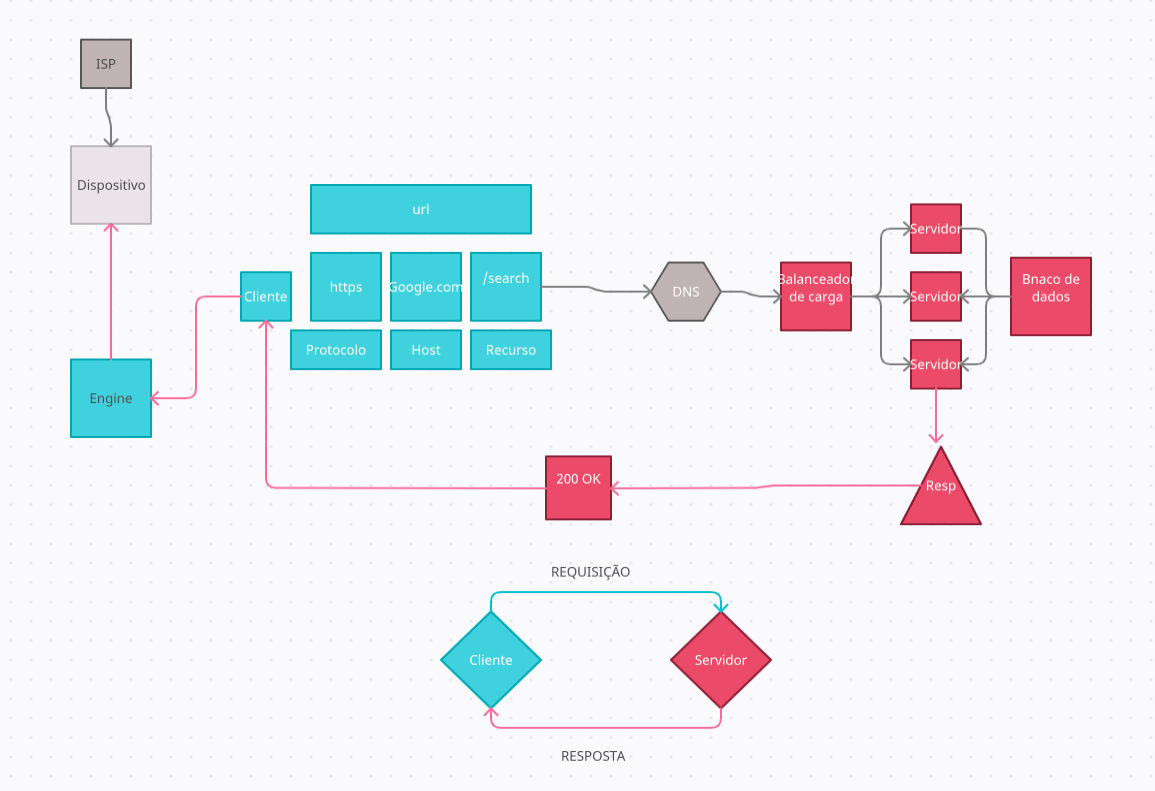 ISP
Dispositivo
url
https
Google.com
/search
Cliente
Protocolo
Host
Recurso
Engine
DNS
Balanceador
de carga
Servidor
Servidor
Servidor
Bnaco de
dados
200 OK
Resp
REQUISIÇÃO
Cliente
Servidor
RESPOSTA